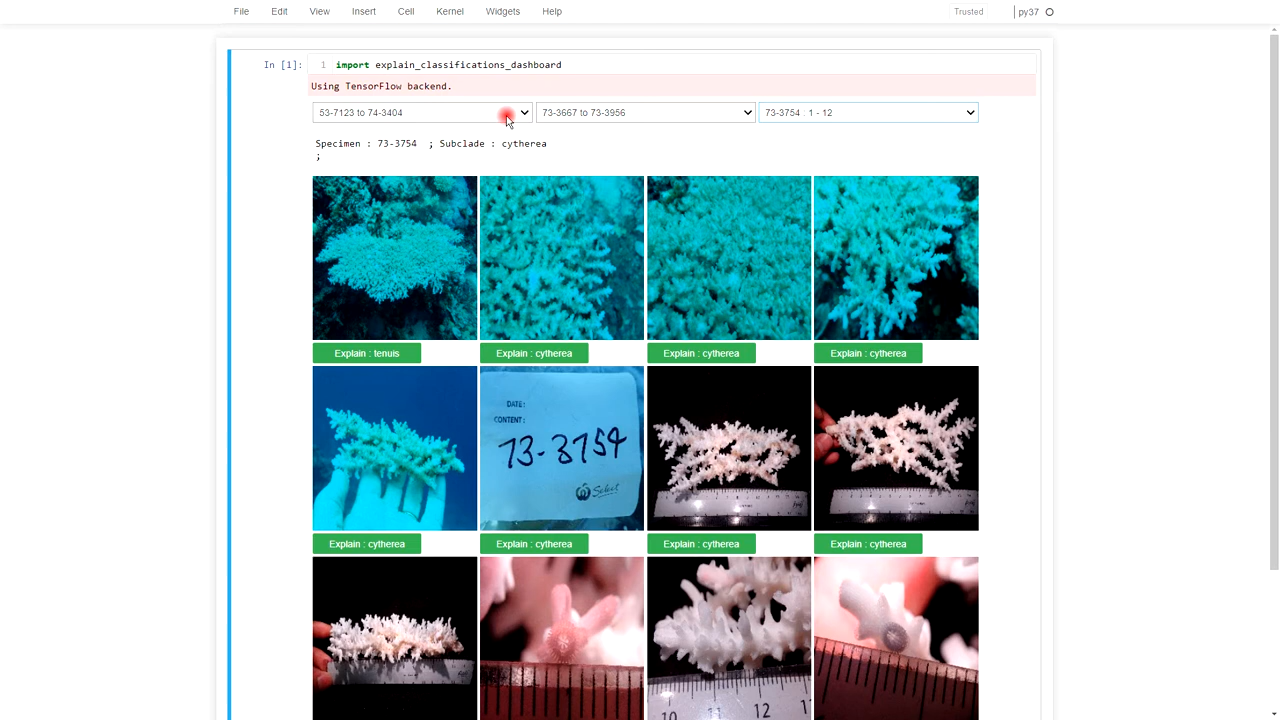 File Edit View Insert Cell Kernel Widgets Help Trusted py37
In [1]: 1 import explain_classifications_dashboard
Using TensorFlow backend.
53-7123 to 74-3404 73-3667 to 73-3956 73-3754 : 1 - 12
Specimen : 73-3754 ; Subclade : cytherea
;
Explain : tenuis Explain : cytherea Explain : cytherea Explain : cytherea
DATE:
CONTENT:
73-3754
Select
Explain : cytherea Explain : cytherea Explain : cytherea Explain : cytherea
10 11 12